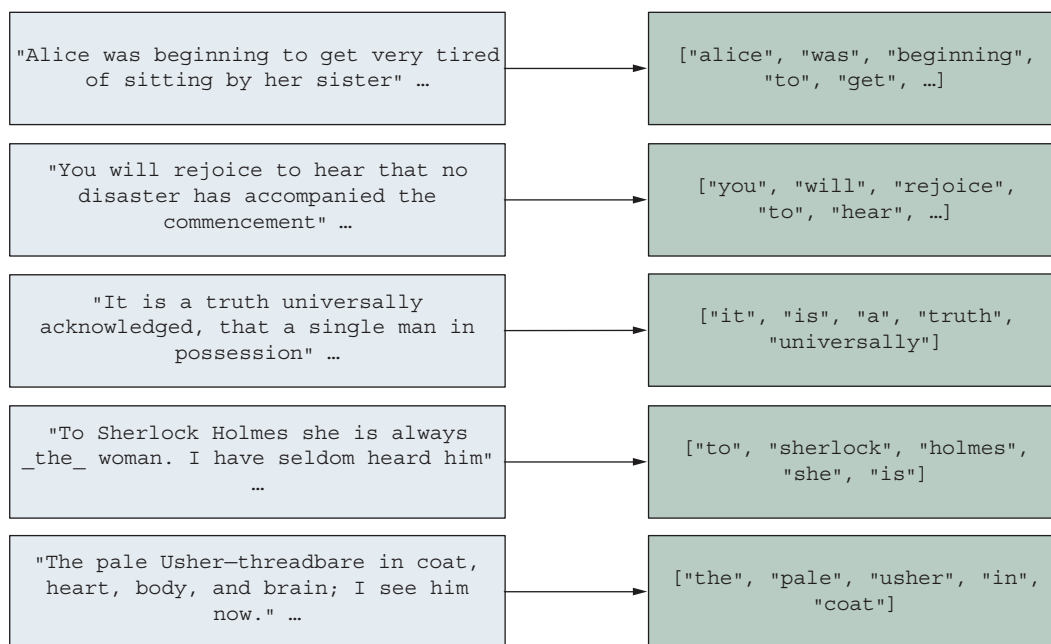 "Alice was beginning to get very tired
of sitting by her sister" …
["alice", "was", "beginning",
"to", "get", …]
"You will rejoice to hear that no
disaster has accompanied the
commencement" …
["you", "will", "rejoice",
"to", "hear", …]
"It is a truth universally
acknowledged, that a single man in
possession" …
["it", "is", "a", "truth",
"universally"]
"To Sherlock Holmes she is always
_the_ woman. I have seldom heard him"
…
["to", "sherlock", "holmes",
"she", "is"]
"The pale Usher—threadbare in coat,
heart, body, and brain; I see him
now." …
["the", "pale", "usher", "in",
"coat"]